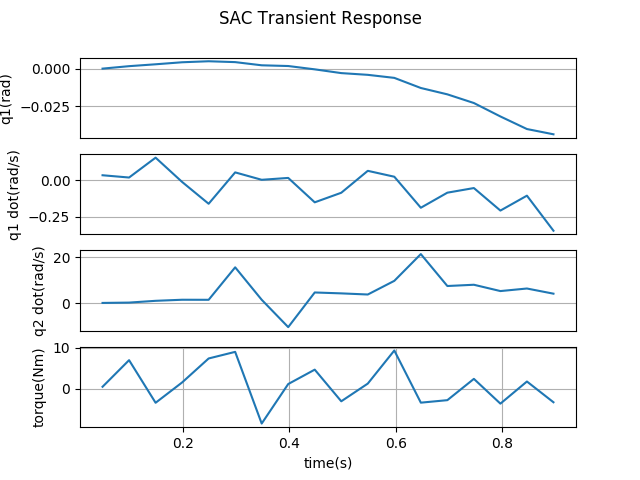 SAC Transient Response
q1(rad)
0.000
−0.025
q1 dot(rad/s)
0.00
−0.25
q2 dot(rad/s)
20
0
torque(Nm)
10
0
0.2 0.4 0.6 0.8
time(s)